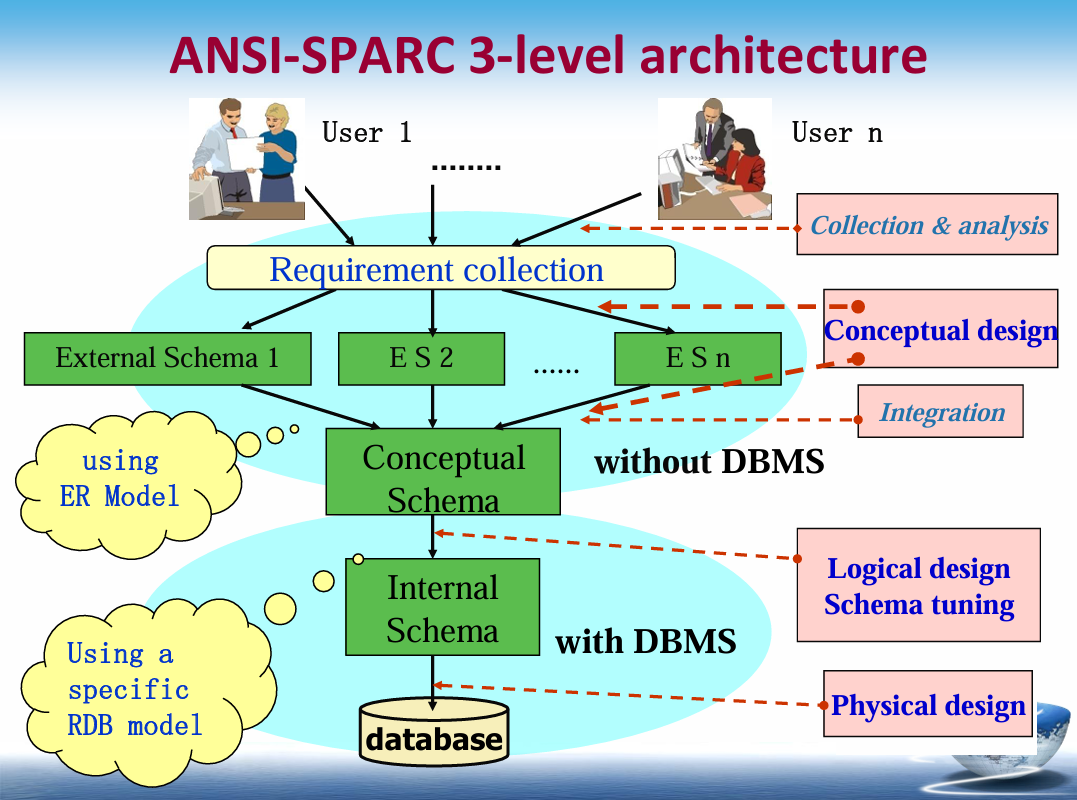 ANSI-SPARC 3-level architecture
User 1
........
User n
Collection & analysis
Requirement collection
Conceptual design
External Schema 1
E S 2
......
E S n
Integration
using
ER Model
Conceptual
Schema
without DBMS
Logical design
Schema tuning
Internal
Schema
with DBMS
Using a
specific
RDB model
Physical design
database